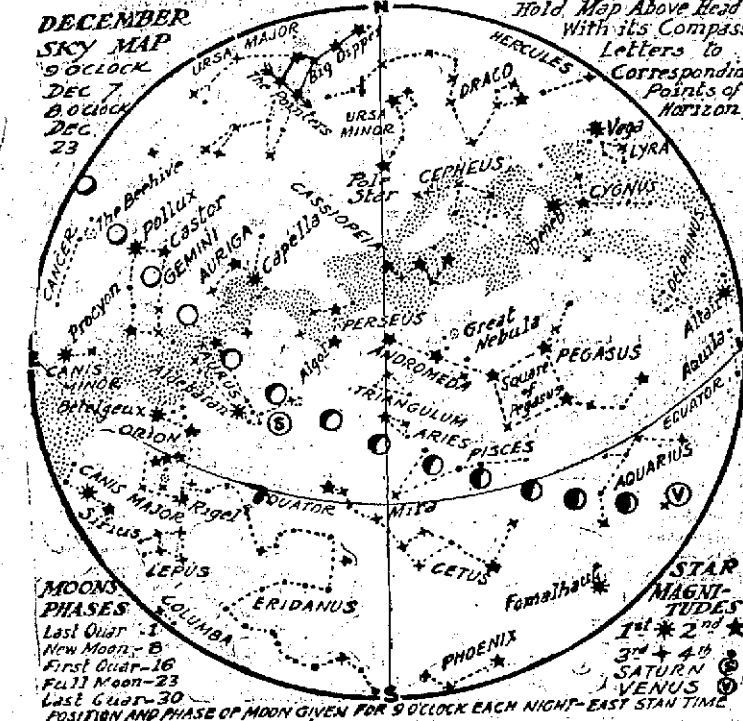 DECEMBER
SKY MAP
9 OCLOCK
DEC 7
8 OCLOCK
DEC
23
Hold Map Above Head
With its Compass
Letters to
Corresponding
Points of
Horizon
N
URSA MAJOR
Big Dipper
The Pointers
HERCULES
DRACO
URSA
MINOR
Pole
Star
CEPHEUS
Vega
LYRA
CYGNUS
Deneb
DELPHINUS
CASSIOPEIA
The Beehive
CANCER
Pollux
Castor
GEMINI
AURIGA
Capella
Procyon
Altair
Aquila
PERSEUS
Great
Nebula
PEGASUS
E
ANDROMEDA
Algol
TAURUS
Square
of
Pegasus
CANIS
MINOR
Aldebaran
TRIANGULUM
Betelgeux
S
ARIES
EQUATOR
ORION
PISCES
AQUARIUS
CANIS MAJOR
Rigel
EQUATOR
Mira
V
Sirius
LEPUS
CETUS
ERIDANUS
Fomalhaut
COLUMBA
PHOENIX
S
MOONS
PHASES
Last Quar - 1
New Moon - 8
First Quar - 16
Full Moon - 23
Last Quar - 30
STAR
MAGNI-
TUDES
1st 2nd
3rd 4th
SATURN S
VENUS V
POSITION AND PHASE OF MOON GIVEN FOR 9 O'CLOCK EACH NIGHT - EAST STAN TIME